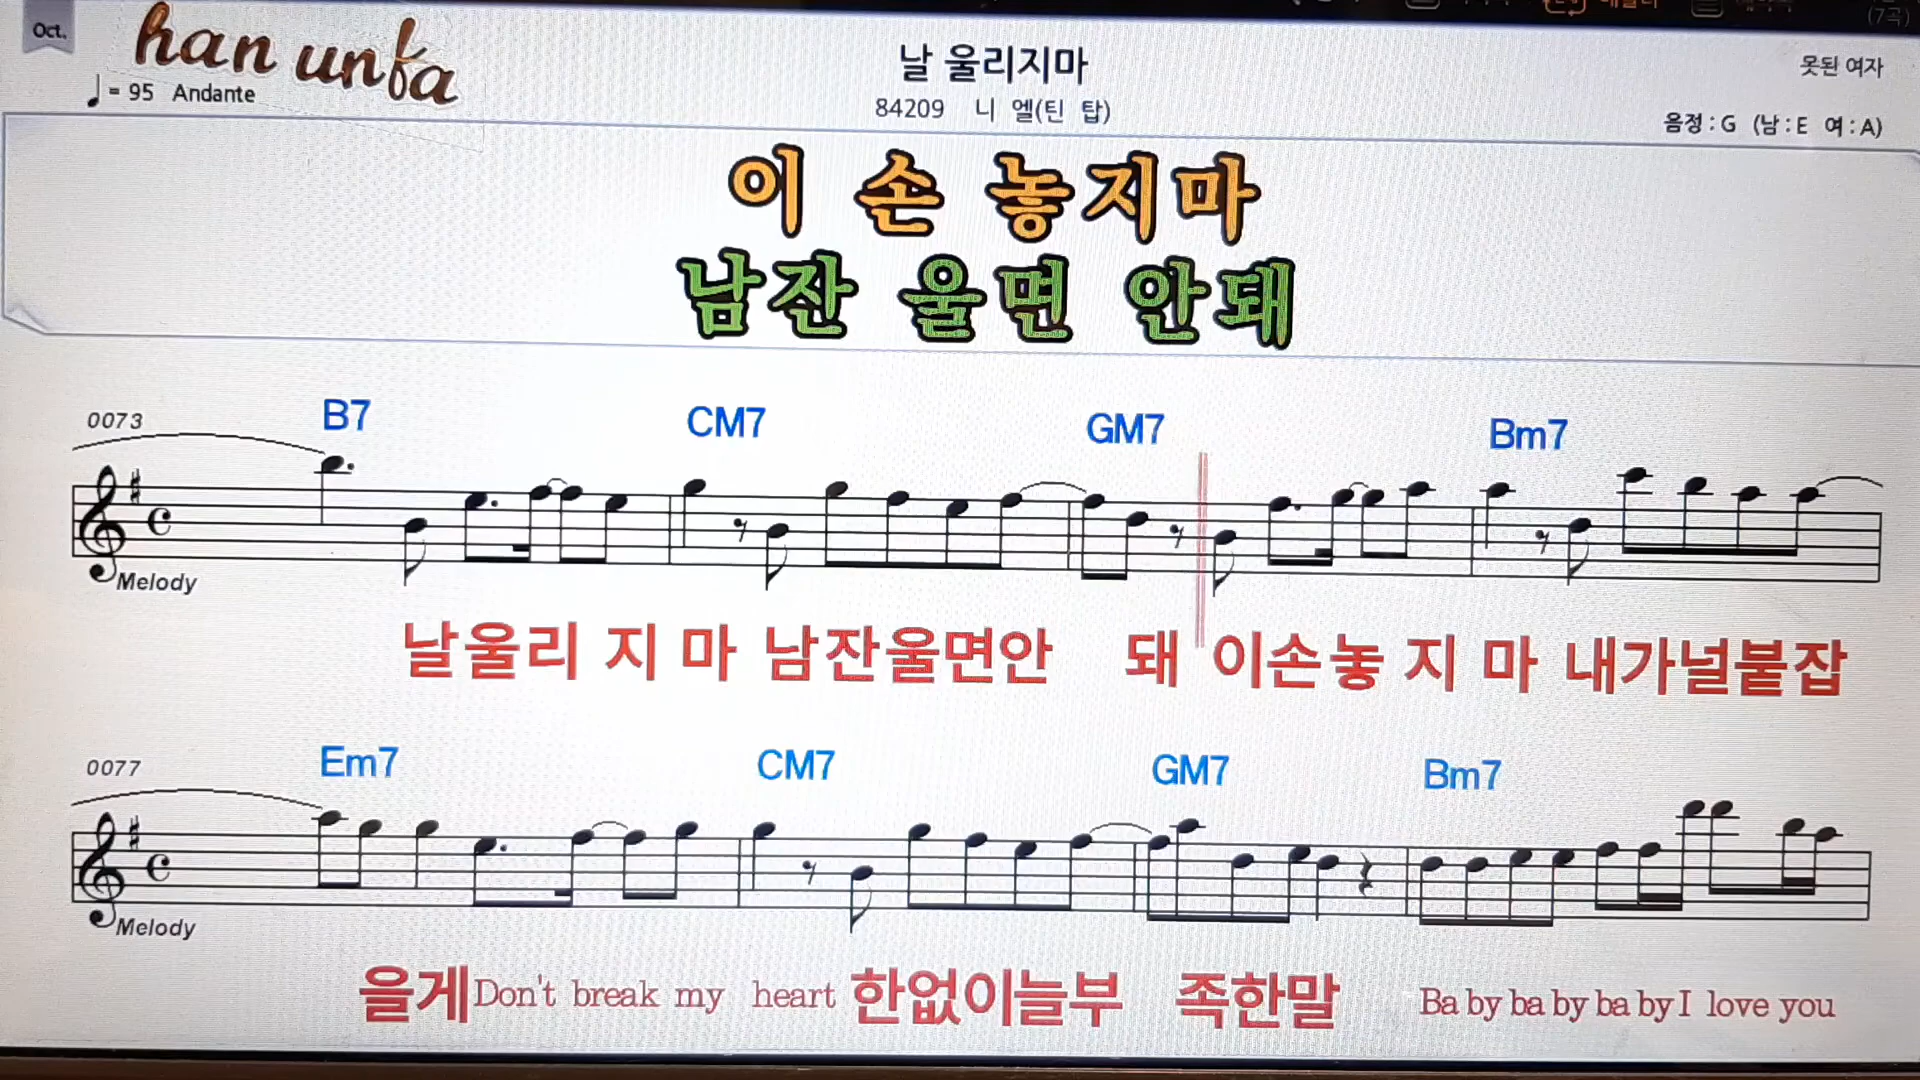 (7곡)
Oct.
han unfa
= 95 Andante
날 울리지마
84209 니 엘(틴 탑)
못된 여자
음정 : G (남 : E 여 : A)
이 손 놓지마
남잔 울면 안돼
0073 B7 CM7 GM7 Bm7
Melody
날울리 지 마 남잔울면안 돼 이손놓 지 마 내가널붙잡
0077 Em7 CM7 GM7 Bm7
Melody
을게 Don't break my heart 한없이늘부 족한말 Ba by ba by ba by I love you